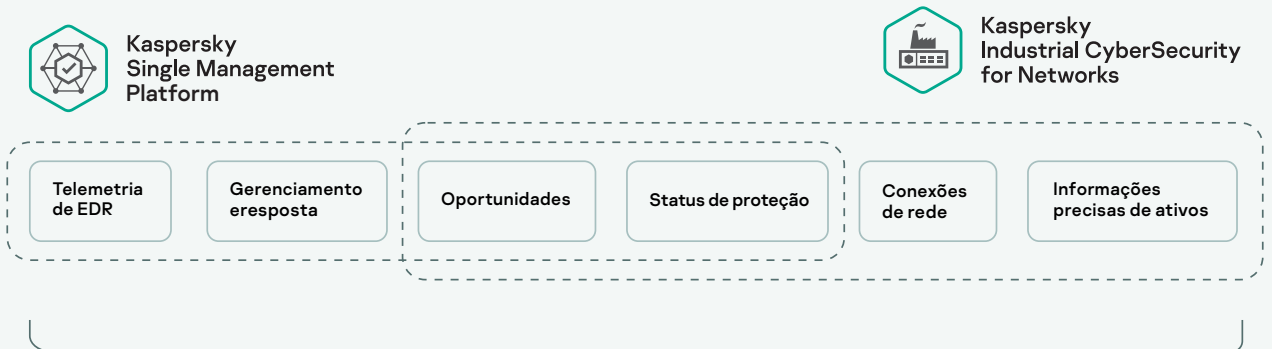 Kaspersky
Single Management
Platform
Kaspersky
Industrial CyberSecurity
for Networks
Telemetria
de EDR
Gerenciamento
eresposta
Oportunidades
Status de proteção
Conexões
de rede
Informações
precisas de ativos